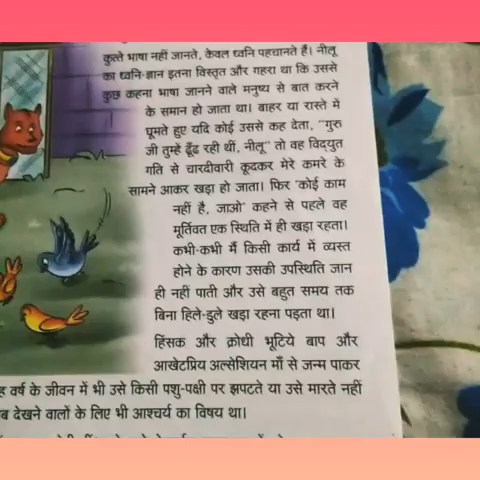 कुत्ते भाषा नहीं जानते, केवल ध्वनि पहचानते हैं। नीलू
का ध्वनि-ज्ञान इतना विस्तृत और गहरा था कि उससे
कुछ कहना भाषा जानने वाले मनुष्य से बात करने
के समान हो जाता था। बाहर या रास्ते में
घूमते हुए यदि कोई उससे कह देता, "गुरु
जी तुम्हे ढूँढ रही थीं, नीलू" तो वह विद्युत
गति से चारदीवारी कूदकर मेरे कमरे के
सामने आकर खड़ा हो जाता। फिर 'कोई काम
नहीं है, जाओ' कहने से पहले वह
मूर्तिवत एक स्थिति में ही खड़ा रहता।
कभी-कभी मैं किसी कार्य में व्यस्त
होने के कारण उसकी उपस्थिति जान
ही नहीं पाती और उसे बहुत समय तक
बिना हिले-डुले खड़ा रहना पड़ता था।
हिंसक और क्रोधी भूटिये बाप और
आखेटप्रिय अल्सेशियन माँ से जन्म पाकर
वर्ष के जीवन में भी उसे किसी पशु-पक्षी पर झपटते या उसे मारते नहीं
देखने वालों के लिए भी आश्चर्य का विषय था।